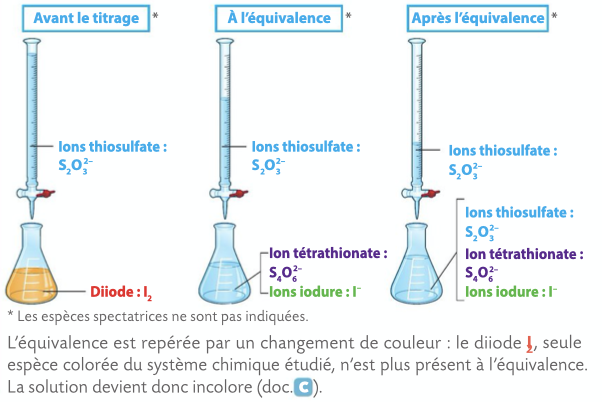 Avant le titrage *
À l'équivalence *
Après l'équivalence *
Ions thiosulfate :
S₂O₃²⁻
Ions thiosulfate :
S₂O₃²⁻
Ions thiosulfate :
S₂O₃²⁻
Diiode : I₂
Ion tétrathionate :
S₄O₆²⁻
Ions iodure : I⁻
Ions thiosulfate :
S₂O₃²⁻
Ion tétrathionate :
S₄O₆²⁻
Ions iodure : I⁻
* Les espèces spectatrices ne sont pas indiquées.
L'équivalence est repérée par un changement de couleur : le diiode I₂, seule
espèce colorée du système chimique étudié, n'est plus présent à l'équivalence.
La solution devient donc incolore (doc. C).